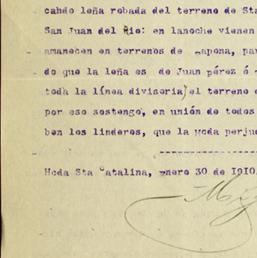 cando leña robada del terreno de Sta
San Juan del Rio: en lanoche vienen
amanecen en terrenos de apona, par
do que la leña es de Juan pérez ó
toda la línea divisoria) el terreno
por eso sostengo, en unión de todos
ben los linderos, que la Hcda perju
Hcda Sta Catalina, enero 30 de 1910